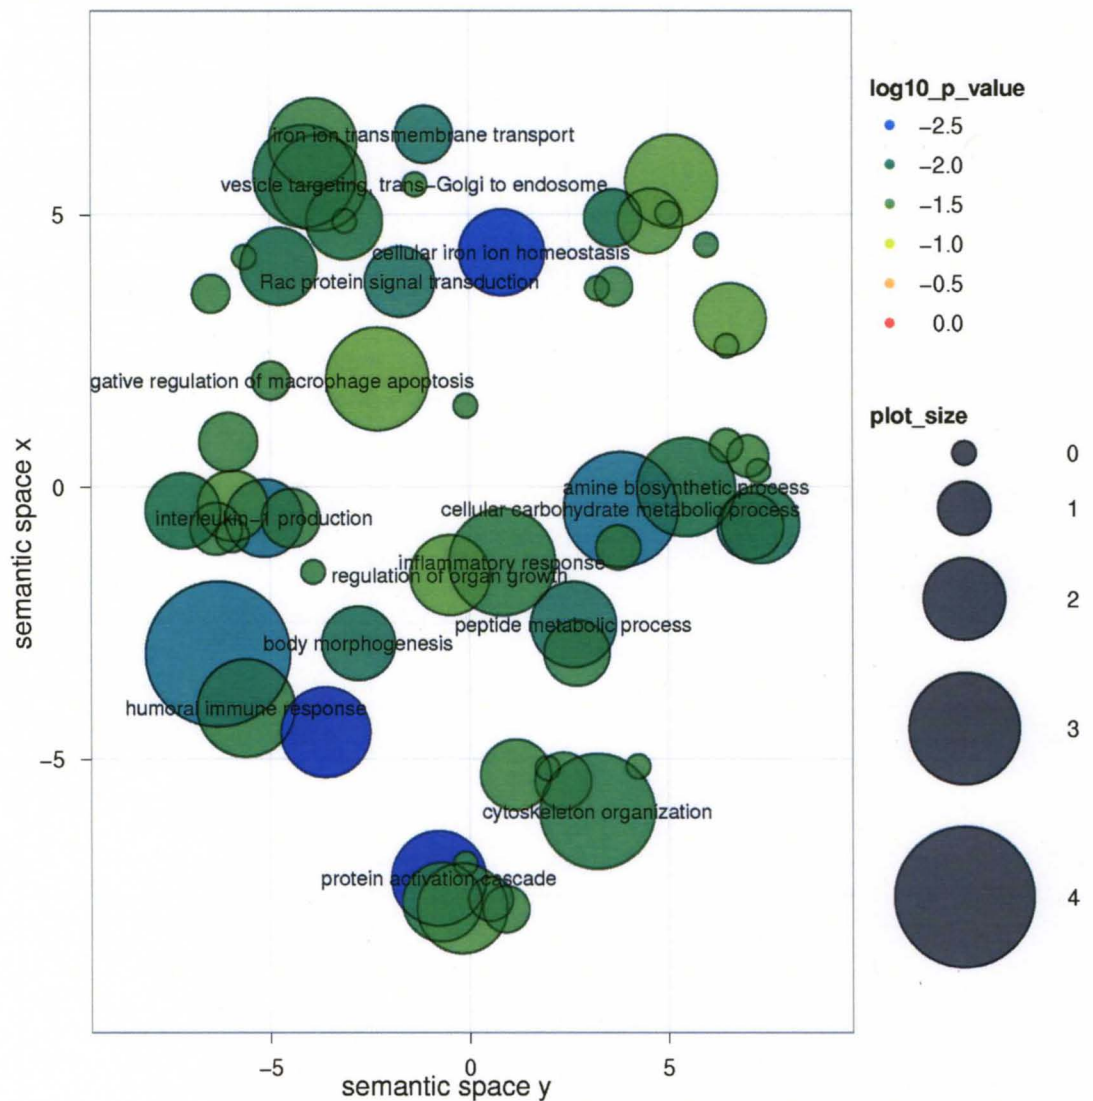 iron ion transmembrane transport
vesicle targeting, trans-Golgi to endosome
cellular iron ion homeostasis
Rac protein signal transduction
gative regulation of macrophage apoptosis
amine biosynthetic process
cellular carbohydrate metabolic process
interleukin-1 production
inflammatory response
regulation of organ growth
peptide metabolic process
body morphogenesis
humoral immune response
cytoskeleton organization
protein activation cascade
5
0
−5
semantic space x
−5 0 5
semantic space y
log10_p_value
−2.5
−2.0
−1.5
−1.0
−0.5
0.0
plot_size
0
1
2
3
4